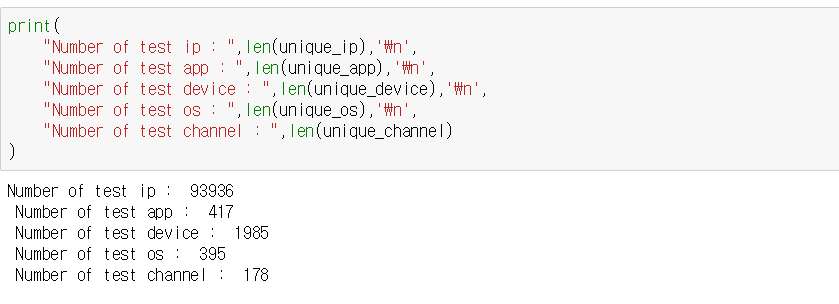 print(
    "Number of test ip : ",len(unique_ip),'₩n',
    "Number of test app : ",len(unique_app),'₩n',
    "Number of test device : ",len(unique_device),'₩n',
    "Number of test os : ",len(unique_os),'₩n',
    "Number of test channel : ",len(unique_channel)
)
Number of test ip :  93936
 Number of test app :  417
 Number of test device :  1985
 Number of test os :  395
 Number of test channel :  178